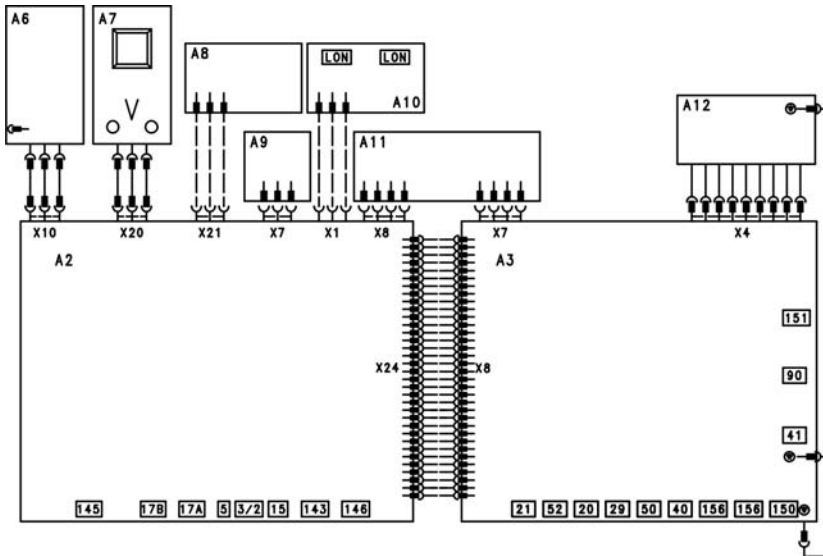 A6
A7
A8
LON LON
A10
A9
A11
A12
V
X10 X20 X21 X7 X1 X8 X7 X4
A2 A3
151
X24 X8
90
41
145 17B 17A 5 3/2 15 143 146 21 52 20 29 50 40 156 156 150